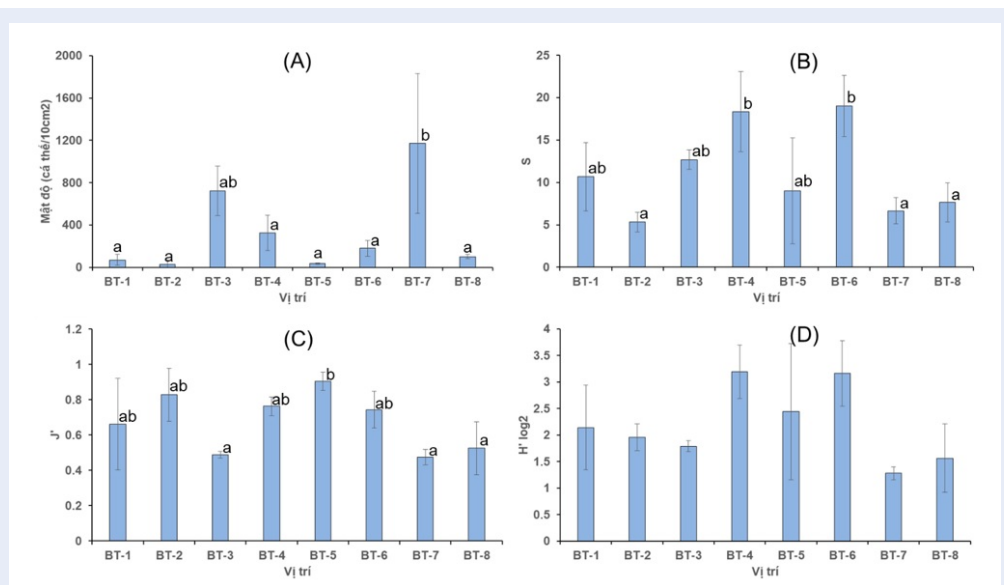 (A)
2000
1600
1200
800
400
0
Mật độ (cá thể/10cm2)
a
a
ab
a
a
a
b
a
BT-1 BT-2 BT-3 BT-4 BT-5 BT-6 BT-7 BT-8
Vị trí
(B)
25
20
15
10
5
0
S
ab
a
ab
b
ab
b
a
a
BT-1 BT-2 BT-3 BT-4 BT-5 BT-6 BT-7 BT-8
Vị trí
(C)
1.2
1
0.8
0.6
0.4
0.2
0
J'
ab
ab
a
ab
b
ab
a
a
BT-1 BT-2 BT-3 BT-4 BT-5 BT-6 BT-7 BT-8
Vị trí
(D)
4
3.5
3
2.5
2
1.5
1
0.5
0
H' log2
BT-1 BT-2 BT-3 BT-4 BT-5 BT-6 BT-7 BT-8
Vị trí